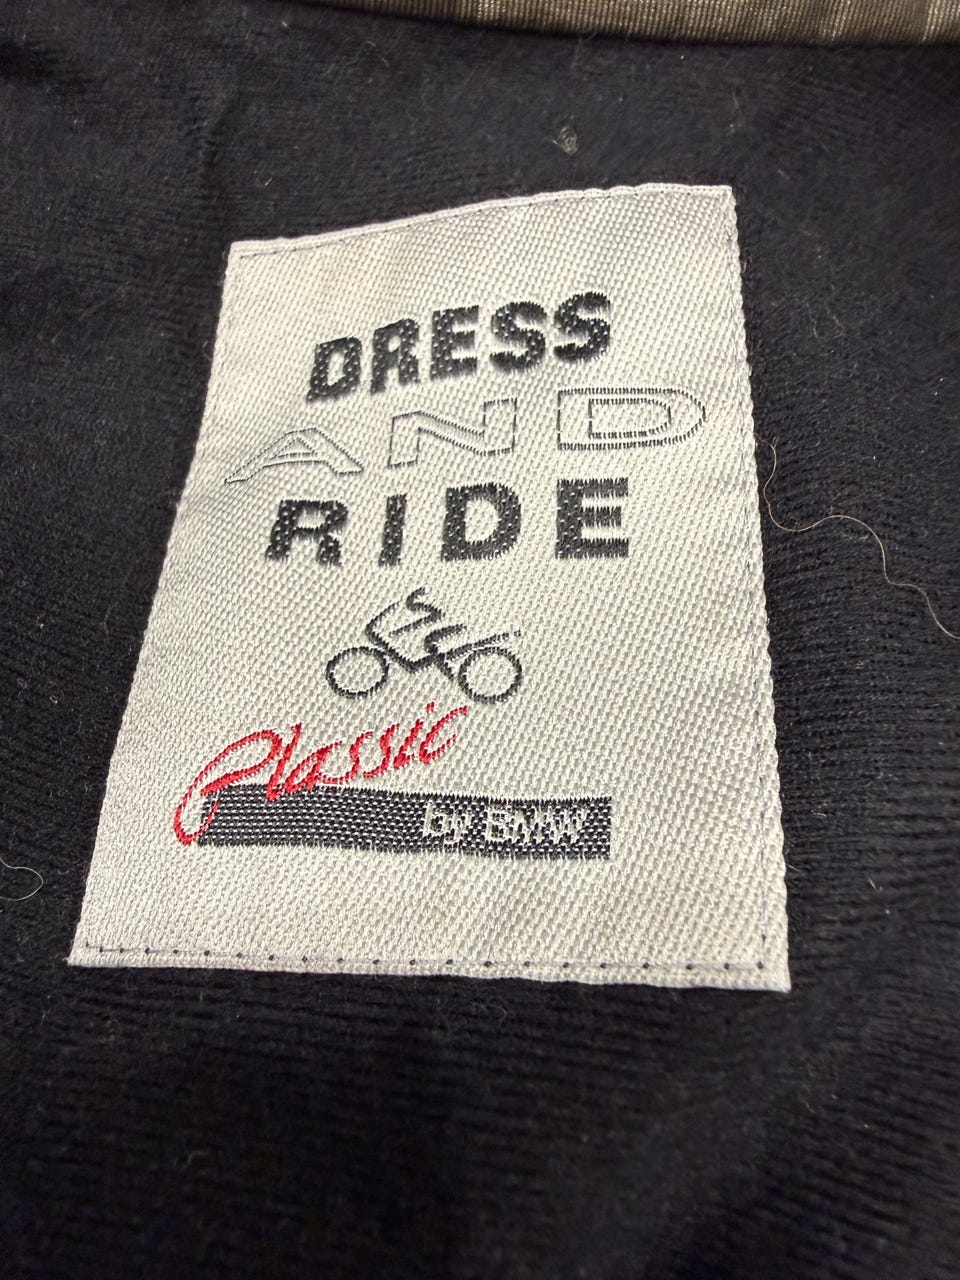 DRESS
AND
RIDE
Classic
by BMW